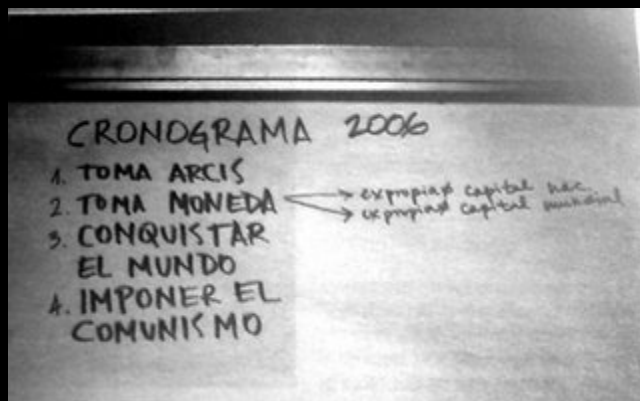 CRONOGRAMA 2006
1. TOMA ARCIS
2. TOMA MONEDA
expropiar capital nac.
expropiar capital mundial
3. CONQUISTAR
EL MUNDO
4. IMPONER EL
COMUNISMO